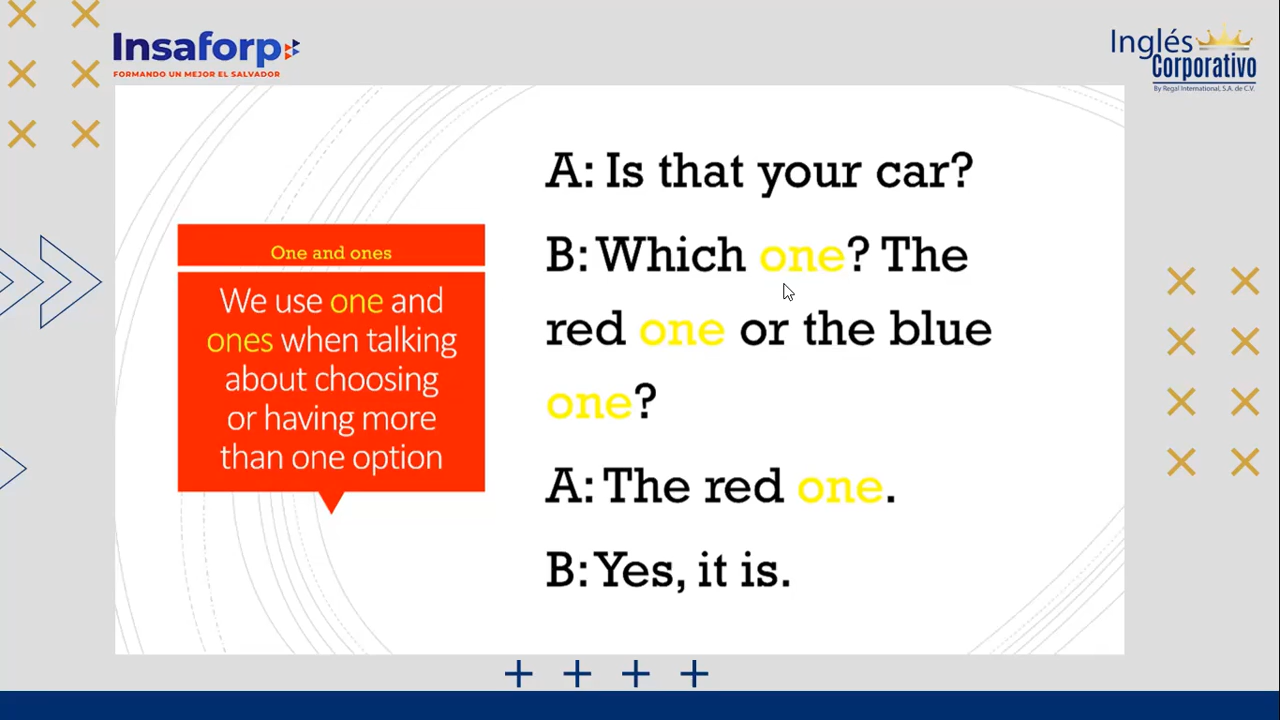 Insaforp
FORMANDO UN MEJOR EL SALVADOR
Inglés
Corporativo
By Regal International, S.A. de C.V.
One and ones
We use one and
ones when talking
about choosing
or having more
than one option
A: Is that your car?
B: Which one? The
red one or the blue
one?
A: The red one.
B: Yes, it is.